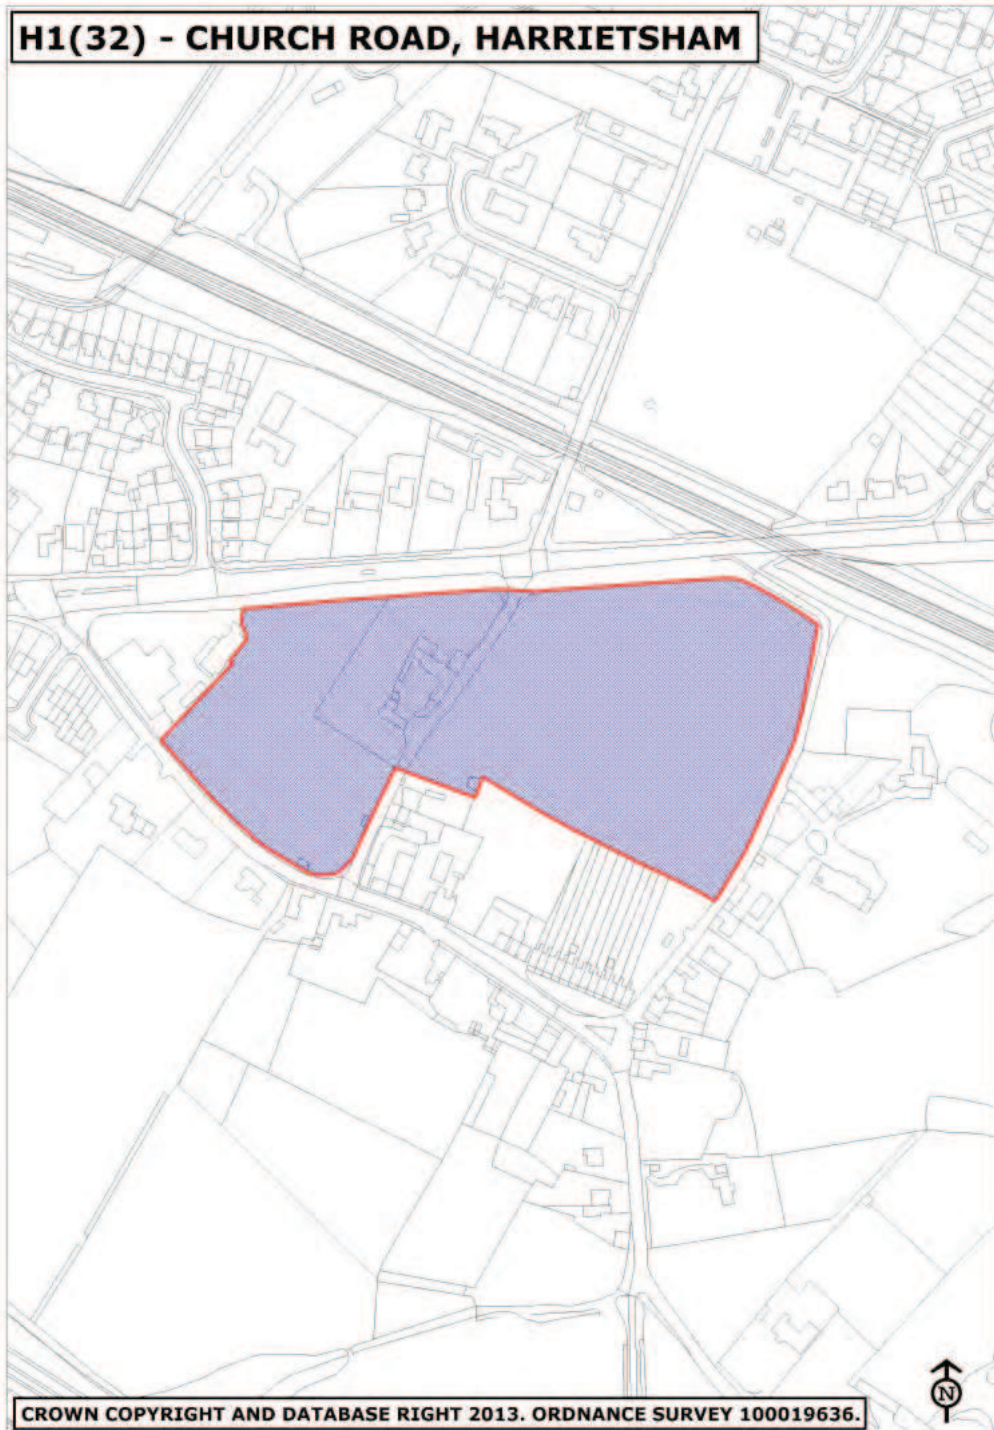 H1(32) - CHURCH ROAD, HARRIETSHAM
N
CROWN COPYRIGHT AND DATABASE RIGHT 2013. ORDNANCE SURVEY 100019636.